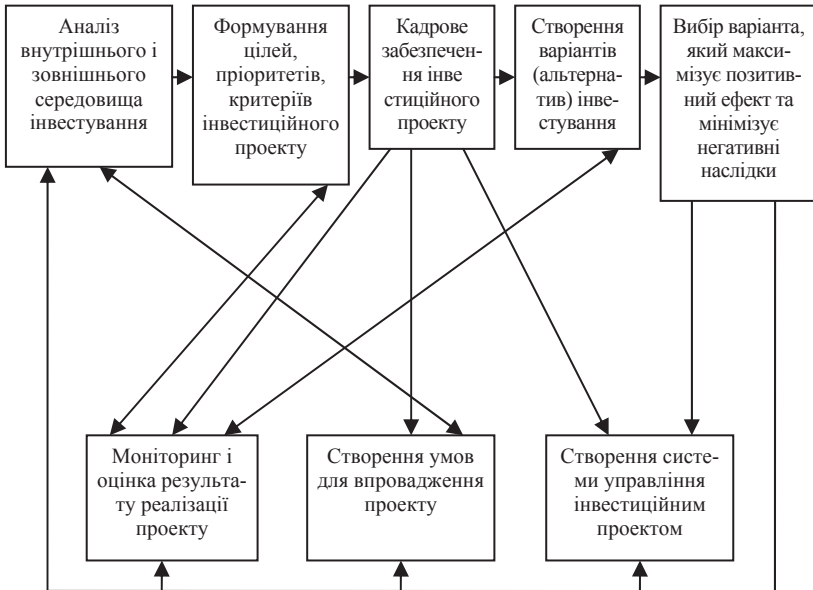 Аналіз
внутрішнього і
зовнішнього
середовища
інвестування
Формування
цілей,
пріоритетів,
критеріїв
інвестиційного
проекту
Кадрове
забезпечен-
ня інве
стиційного
проекту
Створення
варіантів
(альтерна-
тив) інве-
стування
Вибір варіанта,
який макси-
мізує позитив-
ний ефект та
мінімізує
негативні
наслідки
Моніторинг і
оцінка результа-
ту реалізації
проекту
Створення умов
для впровадження
проекту
Створення систе-
ми управління
інвестиційним
проектом